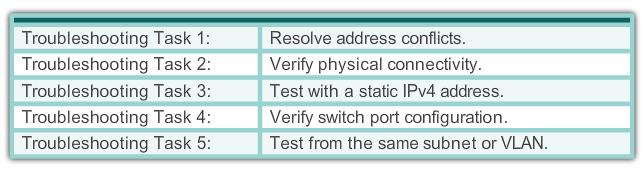 Troubleshooting Task 1: Resolve address conflicts.
Troubleshooting Task 2: Verify physical connectivity.
Troubleshooting Task 3: Test with a static IPv4 address.
Troubleshooting Task 4: Verify switch port configuration.
Troubleshooting Task 5: Test from the same subnet or VLAN.